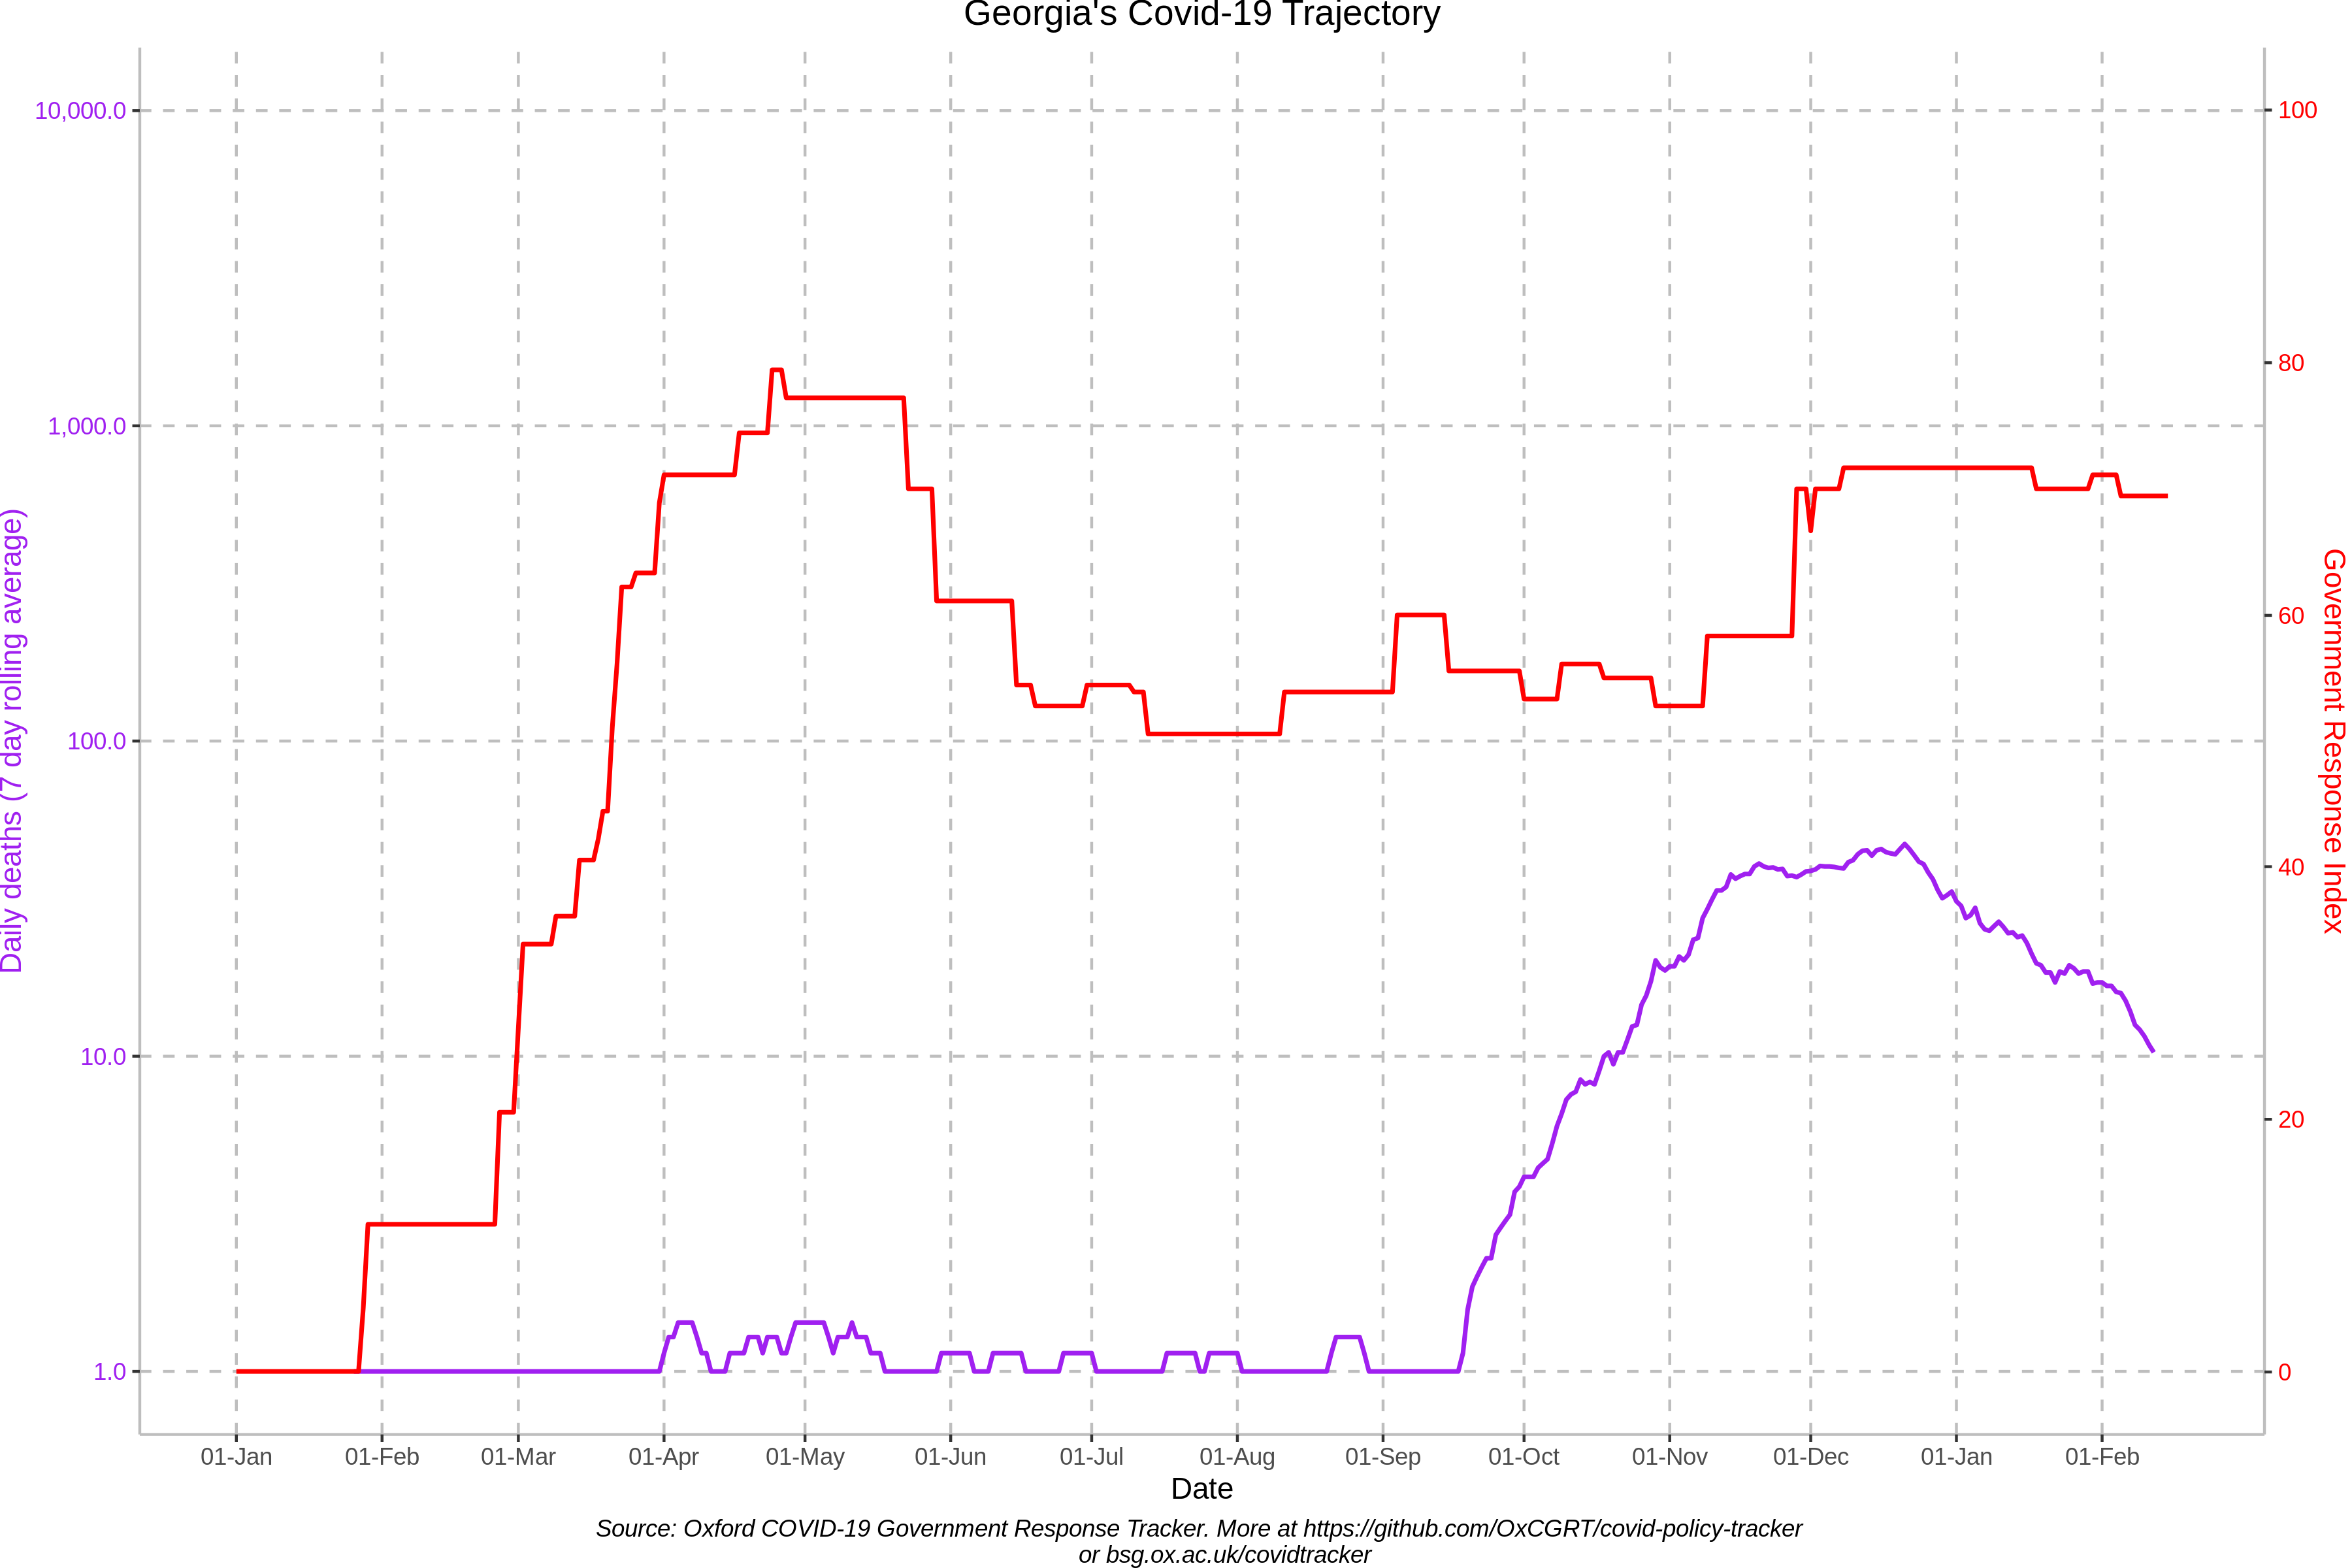 Georgia's Covid-19 Trajectory
10,000.0
1,000.0
100.0
10.0
1.0
Daily deaths (7 day rolling average)
100
80
60
40
20
0
Government Response Index
01-Jan 01-Feb 01-Mar 01-Apr 01-May 01-Jun 01-Jul 01-Aug 01-Sep 01-Oct 01-Nov 01-Dec 01-Jan 01-Feb
Date
Source: Oxford COVID-19 Government Response Tracker. More at https://github.com/OxCGRT/covid-policy-tracker
or bsg.ox.ac.uk/covidtracker